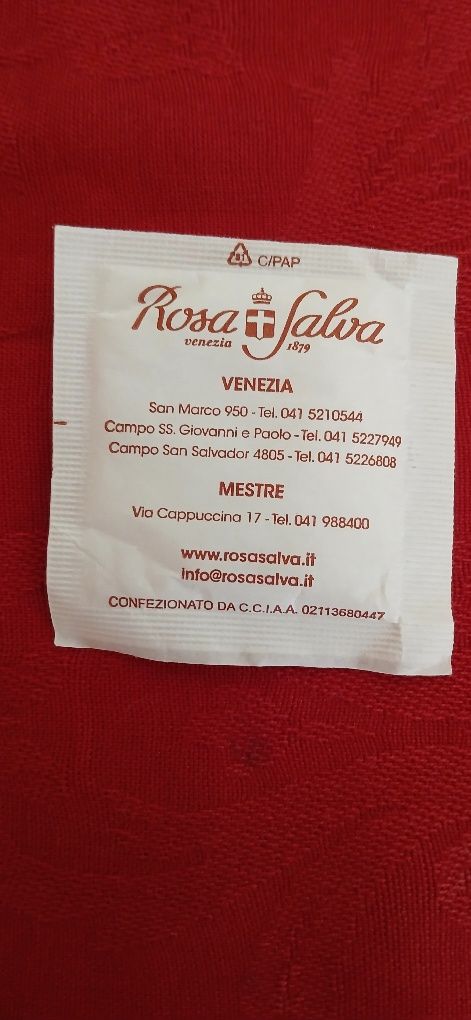 81 C/PAP
Rosa Salva
venezia 1879
VENEZIA
San Marco 950 - Tel. 041 5210544
Campo SS. Giovanni e Paolo - Tel. 041 5227949
Campo San Salvador 4805 - Tel. 041 5226808
MESTRE
Via Cappuccina 17 - Tel. 041 988400
www.rosasalva.it
info@rosasalva.it
CONFEZIONATO DA C.C.I.A.A. 02113680447